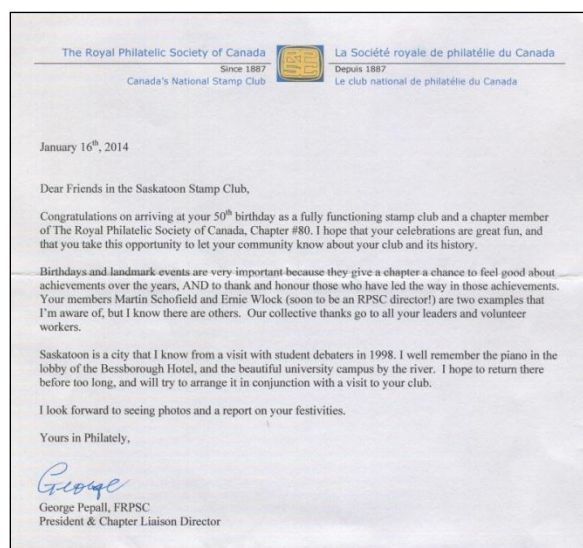 The Royal Philatelic Society of Canada
Since 1887
Canada's National Stamp Club
La Société royale de philatélie du Canada
Depuis 1887
Le club national de philatélie du Canada
January 16th, 2014
Dear Friends in the Saskatoon Stamp Club,
Congratulations on arriving at your 50th birthday as a fully functioning stamp club and a chapter member
of The Royal Philatelic Society of Canada, Chapter #80. I hope that your celebrations are great fun, and
that you take this opportunity to let your community know about your club and its history.
Birthdays and landmark events are very important because they give a chapter a chance to feel good about
achievements over the years, AND to thank and honour those who have led the way in those achievements.
Your members Martin Schofield and Ernie Wlock (soon to be an RPSC director!) are two examples that
I'm aware of, but I know there are others. Our collective thanks go to all your leaders and volunteer
workers.
Saskatoon is a city that I know from a visit with student debaters in 1998. I well remember the piano in the
lobby of the Bessborough Hotel, and the beautiful university campus by the river. I hope to return there
before too long, and will try to arrange it in conjunction with a visit to your club.
I look forward to seeing photos and a report on your festivities.
Yours in Philately,
George
George Pepall, FRPSC
President & Chapter Liaison Director